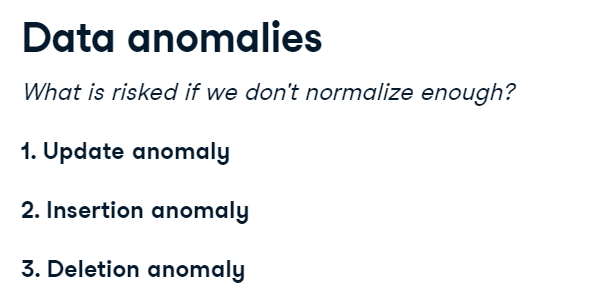 Data anomalies
What is risked if we don't normalize enough?
1. Update anomaly
2. Insertion anomaly
3. Deletion anomaly